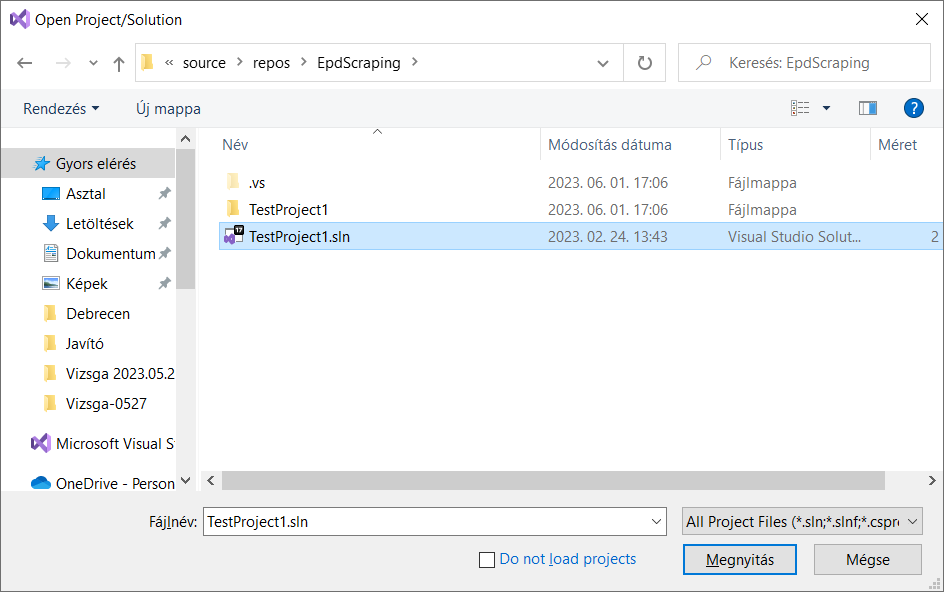 Open Project/Solution
« source > repos > EpdScraping >
Keresés: EpdScraping
Rendezés
Új mappa
?
Gyors elérés
Asztal
Letöltések
Dokumentum
Képek
Debrecen
Javító
Vizsga 2023.05.2
Vizsga-0527
Microsoft Visual S
OneDrive - Person
Név Módosítás dátuma Típus Méret
.vs 2023. 06. 01. 17:06 Fájlmappa
TestProject1 2023. 06. 01. 17:06 Fájlmappa
17 TestProject1.sln 2023. 02. 24. 13:43 Visual Studio Solut... 2
Fájlnév: TestProject1.sln
All Project Files (*.sln;*.slnf;*.cspr
Do not load projects
Megnyitás
Mégse